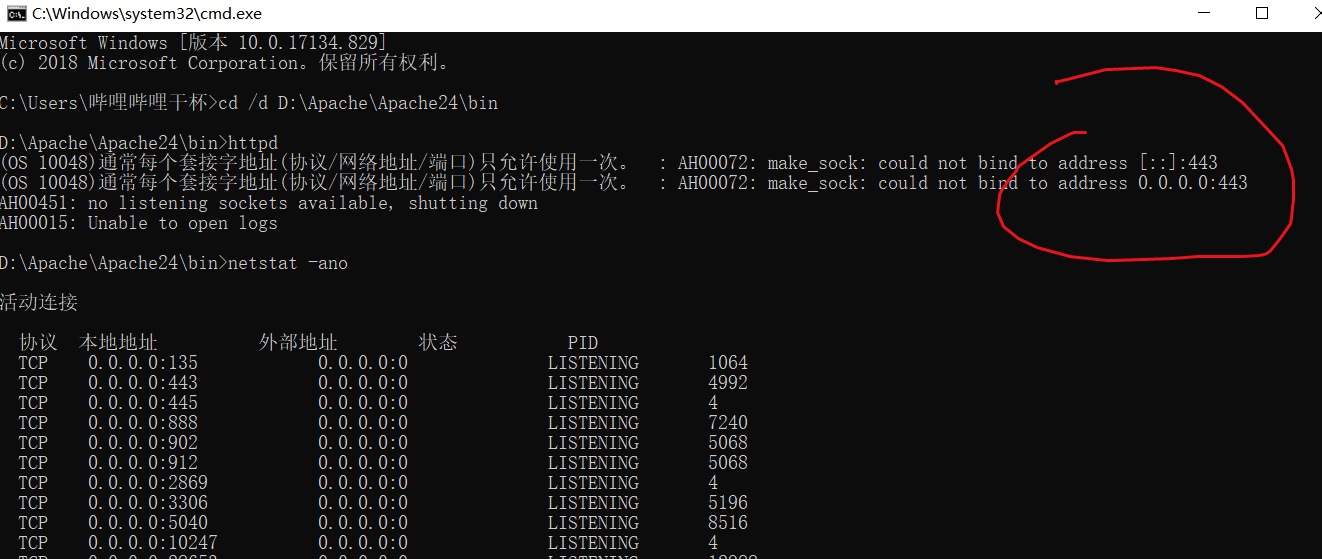 C:\Windows\system32\cmd.exe
Microsoft Windows [版本 10.0.17134.829]
(c) 2018 Microsoft Corporation。保留所有权利。
C:\Users\哔哩哔哩干杯>cd /d D:\Apache\Apache24\bin
D:\Apache\Apache24\bin>httpd
(OS 10048)通常每个套接字地址(协议/网络地址/端口)只允许使用一次。  : AH00072: make_sock: could not bind to address [::]:443
(OS 10048)通常每个套接字地址(协议/网络地址/端口)只允许使用一次。  : AH00072: make_sock: could not bind to address 0.0.0.0:443
AH00451: no listening sockets available, shutting down
AH00015: Unable to open logs
D:\Apache\Apache24\bin>netstat -ano
活动连接
协议 本地地址 外部地址 状态 PID
TCP 0.0.0.0:135 0.0.0.0:0 LISTENING 1064
TCP 0.0.0.0:443 0.0.0.0:0 LISTENING 4992
TCP 0.0.0.0:445 0.0.0.0:0 LISTENING 4
TCP 0.0.0.0:888 0.0.0.0:0 LISTENING 7240
TCP 0.0.0.0:902 0.0.0.0:0 LISTENING 5068
TCP 0.0.0.0:912 0.0.0.0:0 LISTENING 5068
TCP 0.0.0.0:2869 0.0.0.0:0 LISTENING 4
TCP 0.0.0.0:3306 0.0.0.0:0 LISTENING 5196
TCP 0.0.0.0:5040 0.0.0.0:0 LISTENING 8516
TCP 0.0.0.0:10247 0.0.0.0:0 LISTENING 4